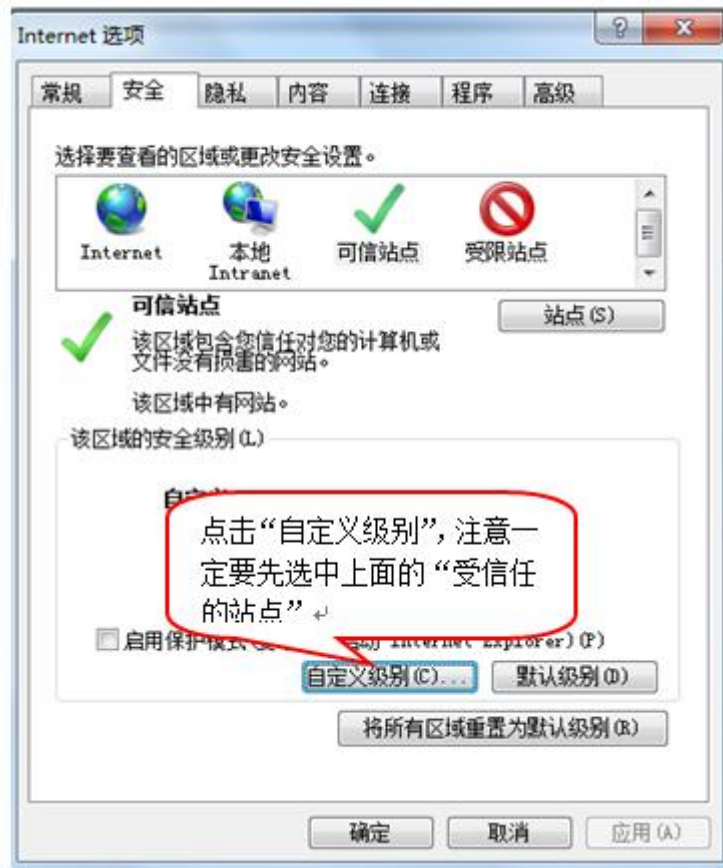 Internet 选项
常规 安全 隐私 内容 连接 程序 高级
选择要查看的区域或更改安全设置。
Internet 本地 可信站点 受限站点
Intranet
可信站点
站点(S)
该区域包含您信任对您的计算机或
文件没有损害的网站。
该区域中有网站。
该区域的安全级别(L)
点击“自定义级别”，注意一
定要先选中上面的“受信任
的站点”
启用保护模式 Internet Explorer)(P)
自定义级别(C)... 默认级别(D)
将所有区域重置为默认级别(R)
确定 取消 应用(A)